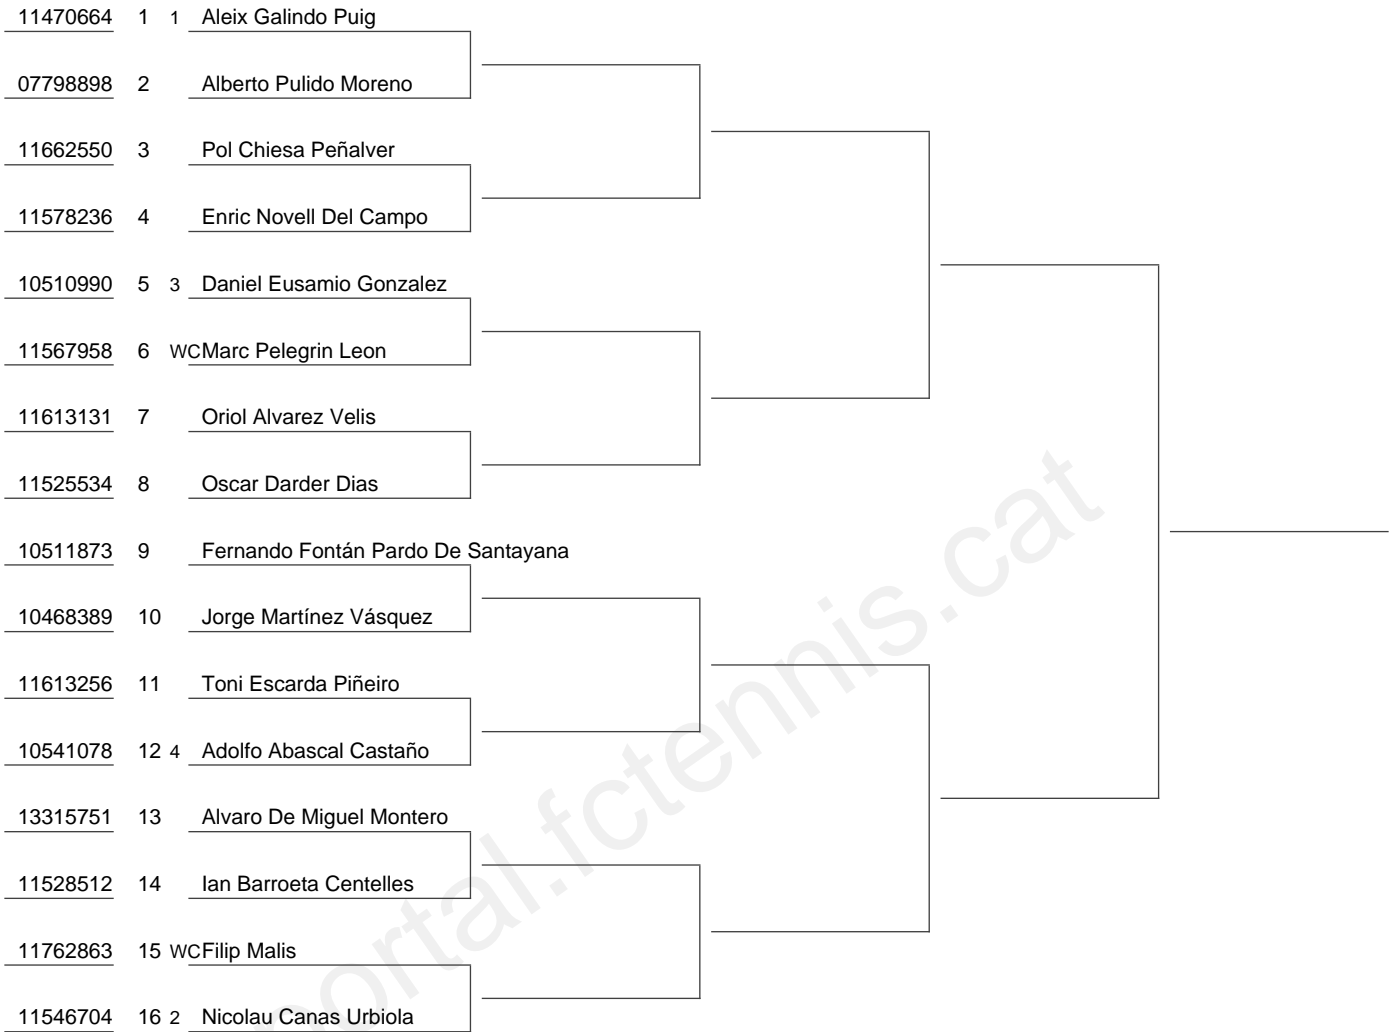 11470664 1 1 Aleix Galindo Puig
07798898 2 Alberto Pulido Moreno
11662550 3 Pol Chiesa Peñalver
11578236 4 Enric Novell Del Campo
10510990 5 3 Daniel Eusamio Gonzalez
11567958 6 WC Marc Pelegrin Leon
11613131 7 Oriol Alvarez Velis
11525534 8 Oscar Darder Dias
10511873 9 Fernando Fontán Pardo De Santayana
10468389 10 Jorge Martínez Vásquez
11613256 11 Toni Escarda Piñeiro
10541078 12 4 Adolfo Abascal Castaño
13315751 13 Alvaro De Miguel Montero
11528512 14 Ian Barroeta Centelles
11762863 15 WC Filip Malis
11546704 16 2 Nicolau Canas Urbiola
portal.fctennis.cat